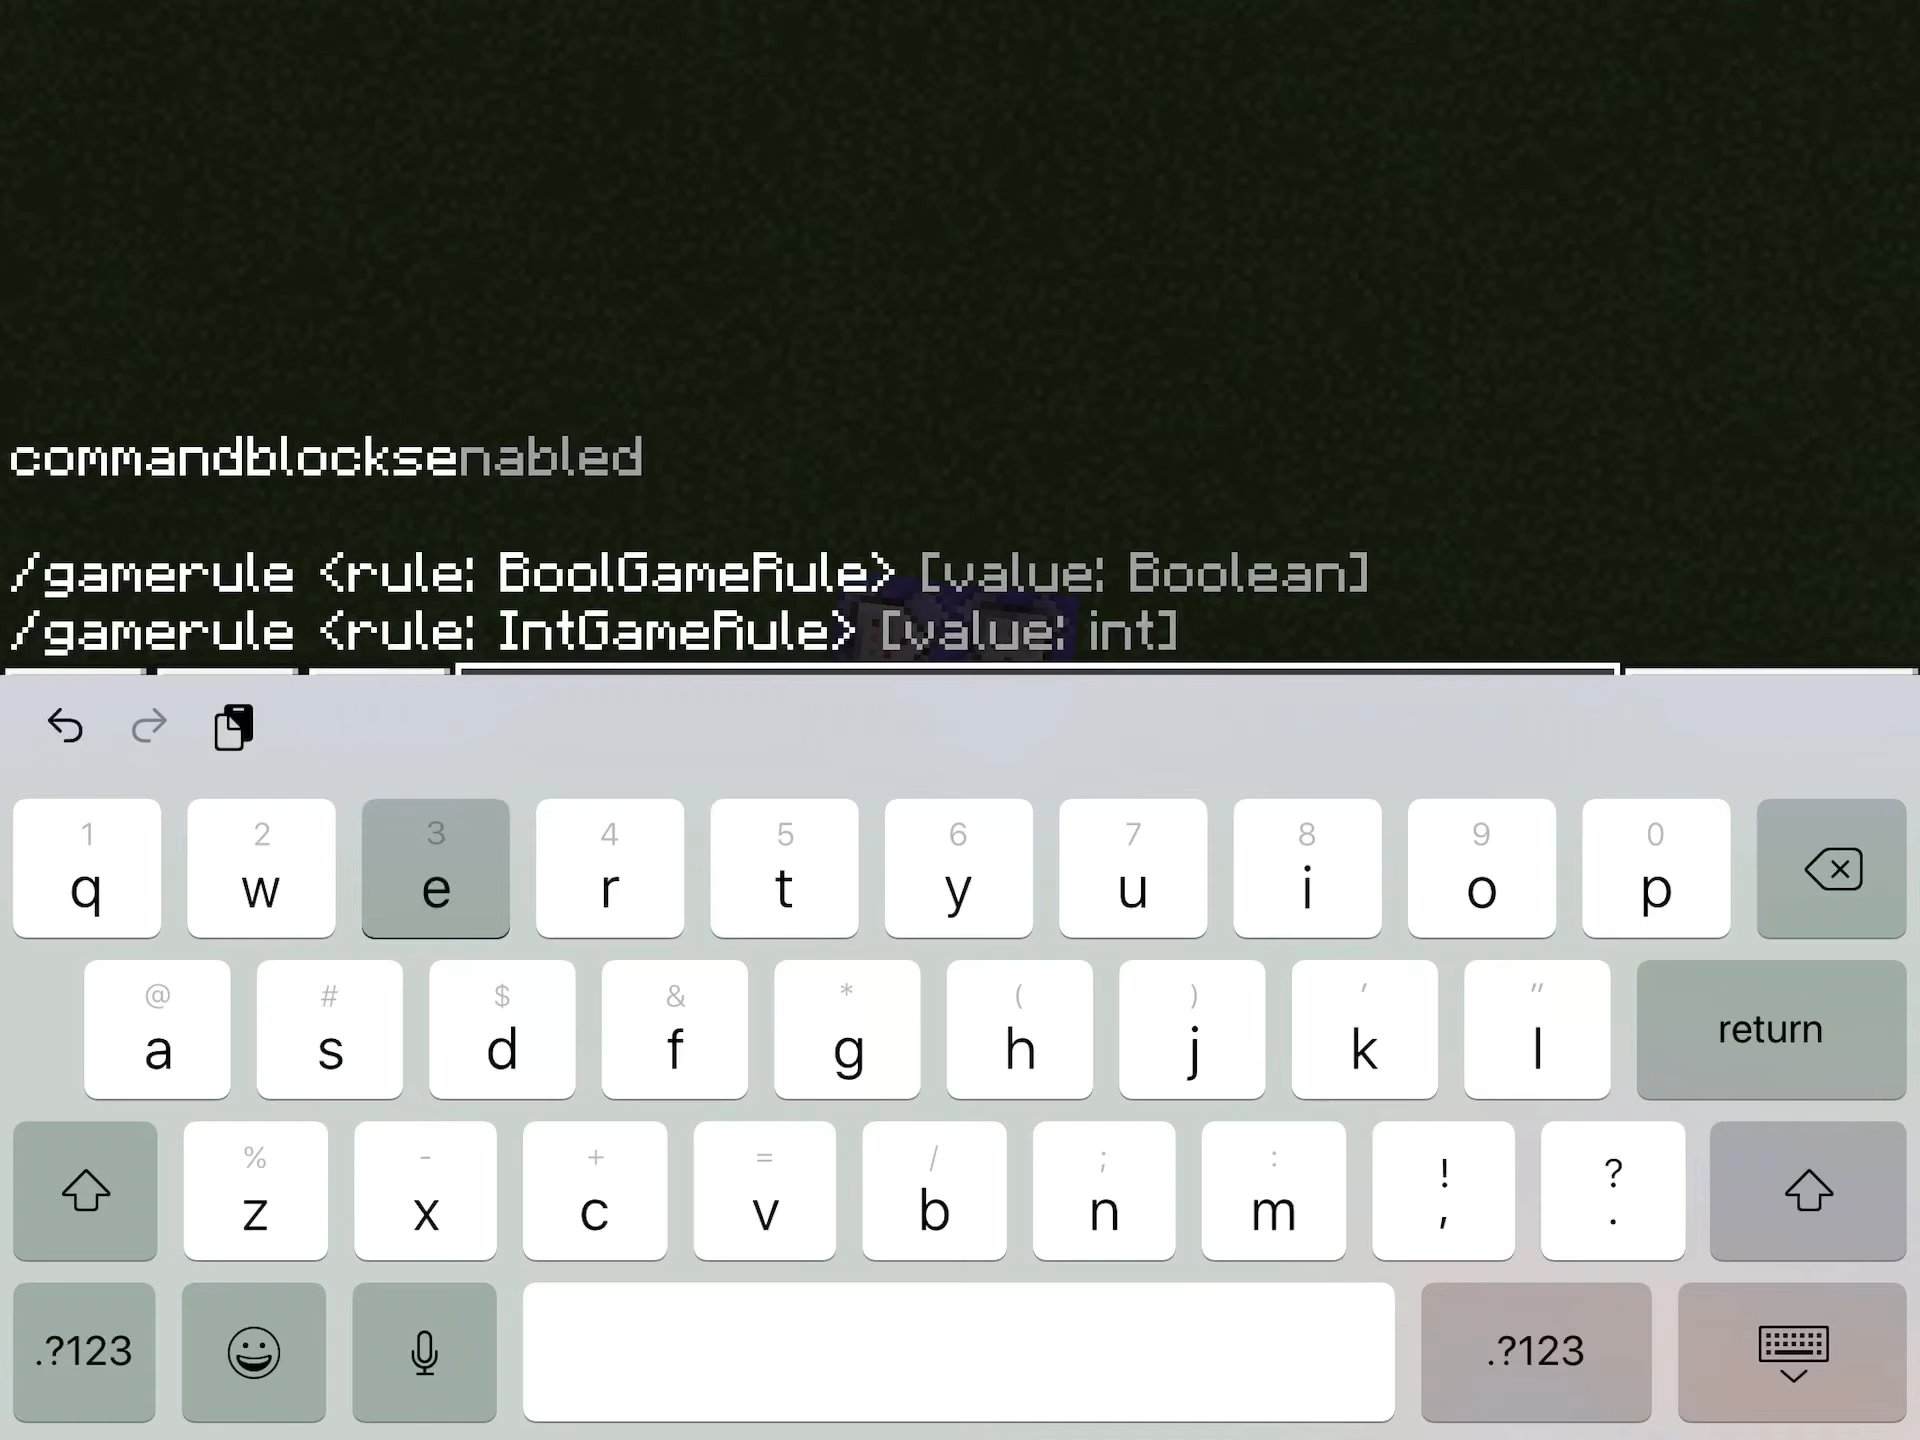 commandblocksenabled
/gamerule <rule: BoolGameRule> [value: Boolean]
/gamerule <rule: IntGameRule> [value: int]
1 2 3 4 5 6 7 8 9 0
q w e r t y u i o p
@ # $ & * ( ) ' "
a s d f g h j k l return
% - + = / ; : ! ?
z x c v b n m , .
.?123 .?123